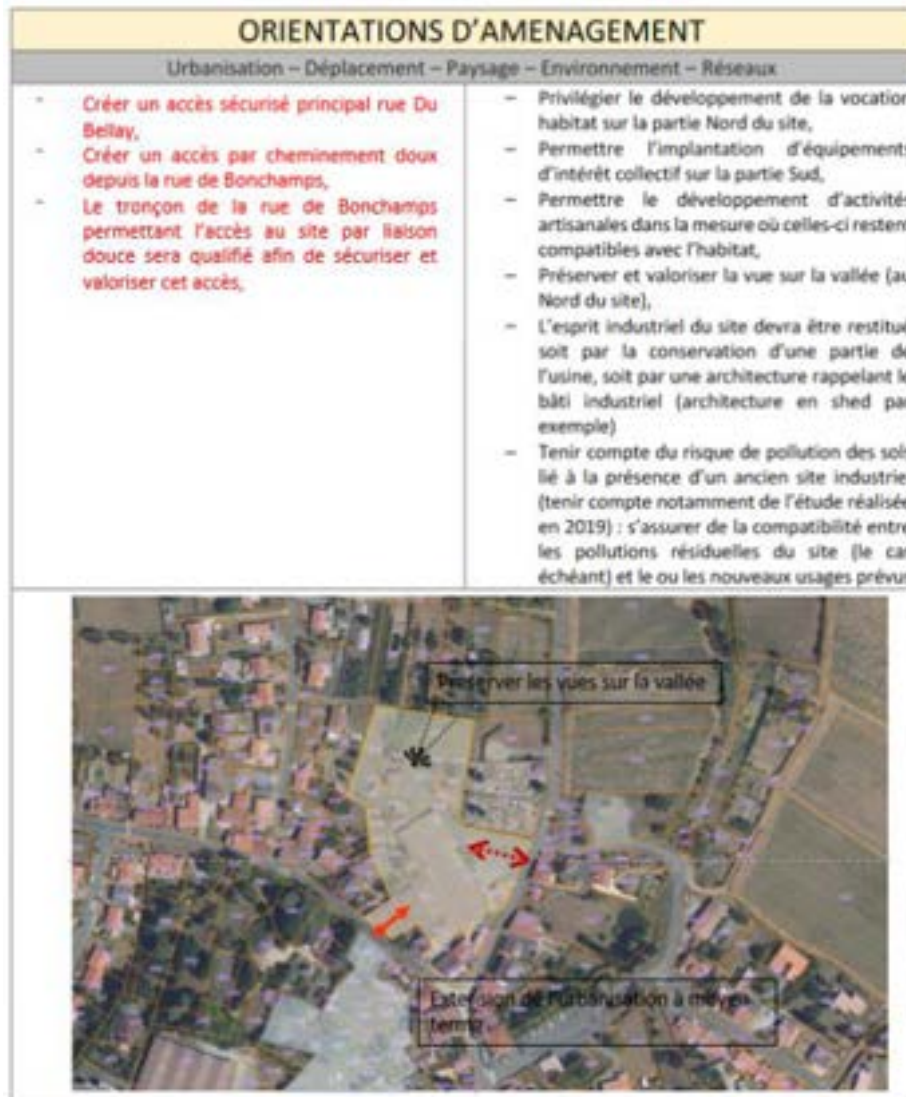 ORIENTATIONS D'AMENAGEMENT
Urbanisation – Déplacement – Paysage – Environnement – Réseaux
- Créer un accès sécurisé principal rue Du
Bellay,
- Créer un accès par cheminement doux
depuis la rue de Bonchamps,
- Le tronçon de la rue de Bonchamps
permettant l'accès au site par liaison
douce sera qualifié afin de sécuriser et
valoriser cet accès,
– Privilégier le développement de la vocation
habitat sur la partie Nord du site,
– Permettre l'implantation d'équipements
d'intérêt collectif sur la partie Sud,
– Permettre le développement d'activités
artisanales dans la mesure où celles-ci restent
compatibles avec l'habitat,
– Préserver et valoriser la vue sur la vallée (au
Nord du site),
– L'esprit industriel du site devra être restitué
soit par la conservation d'une partie de
l'usine, soit par une architecture rappelant le
bâti industriel (architecture en shed par
exemple)
– Tenir compte du risque de pollution des sols
lié à la présence d'un ancien site industriel
(tenir compte notamment de l'étude réalisée
en 2019) : s'assurer de la compatibilité entre
les pollutions résiduelles du site (le cas
échéant) et le ou les nouveaux usages prévus
Préserver les vues sur la vallée
Extension de l'urbanisation à moyen
terme